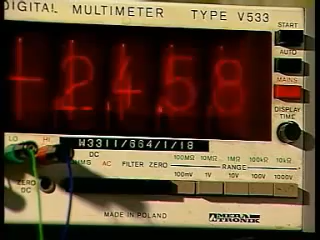 DIGITAL MULTIMETER TYPE V533
START
AUTO
MAINS
DISPLAY TIME
-24.58
LO HI
W3311/664/1/18
DC
OHMS AC FILTER ZERO
100MΩ 10MΩ 1MΩ 100kΩ 10kΩ
RANGE
100mV 1V 10V 100V 1000V
ZERO DC
MADE IN POLAND
MERA TRONIK